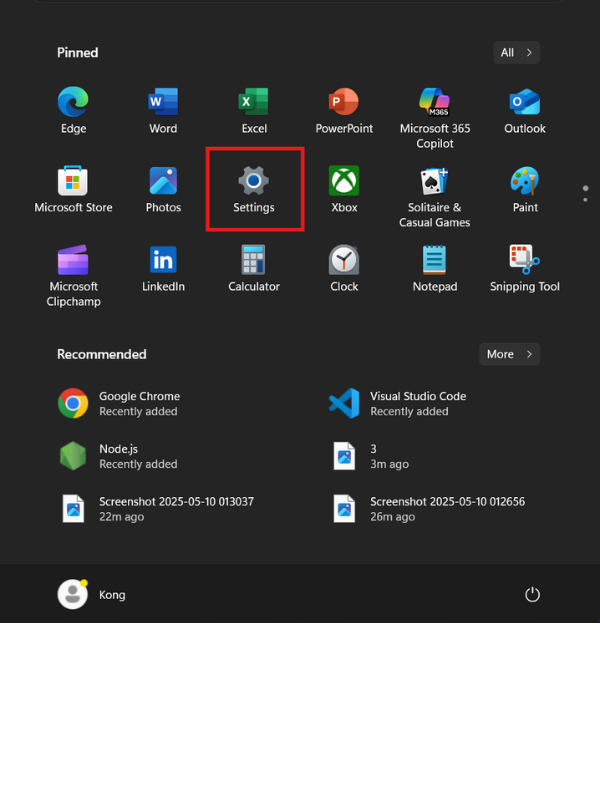 Pinned
All
Edge
Word
Excel
PowerPoint
Microsoft 365
Copilot
Outlook
Microsoft Store
Photos
Settings
Xbox
Solitaire &
Casual Games
Paint
Microsoft
Clipchamp
LinkedIn
Calculator
Clock
Notepad
Snipping Tool
Recommended
More
Google Chrome
Recently added
Visual Studio Code
Recently added
Node.js
Recently added
3
3m ago
Screenshot 2025-05-10 013037
22m ago
Screenshot 2025-05-10 012656
26m ago
Kong